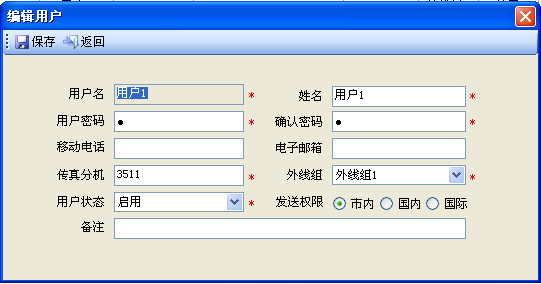 编辑用户
保存 返回
用户名 用户1 * 姓名 用户1 *
用户密码 ● * 确认密码 ● *
移动电话 电子邮箱
传真分机 3511 * 外线组 外线组1 *
用户状态 启用 * 发送权限 市内 国内 国际
备注